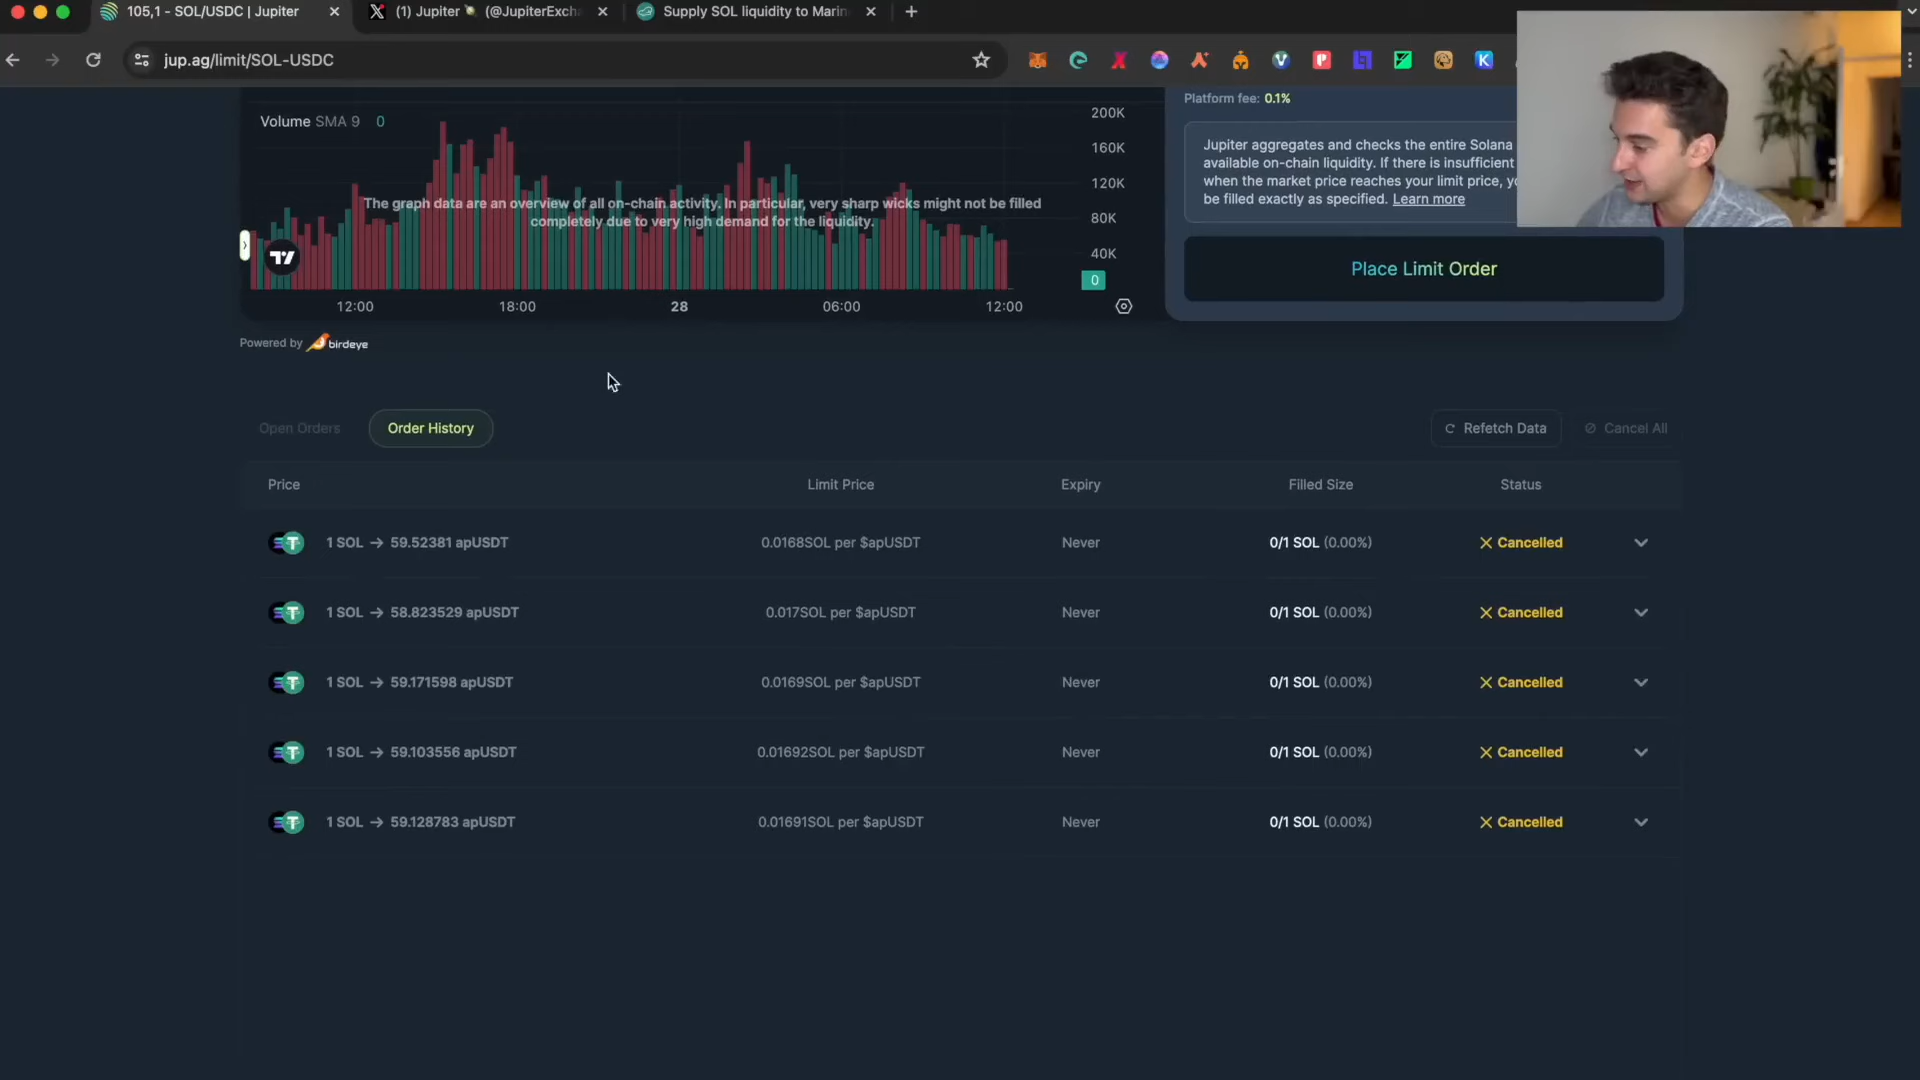 105,1 - SOL/USDC | Jupiter
(1) Jupiter 🪐 (@JupiterExch
Supply SOL liquidity to Marin
jup.ag/limit/SOL-USDC
Volume SMA 9 0
200K
160K
120K
80K
40K
0
The graph data are an overview of all on-chain activity. In particular, very sharp wicks might not be filled
completely due to very high demand for the liquidity.
12:00
18:00
28
06:00
12:00
Powered by birdeye
Platform fee: 0.1%
Jupiter aggregates and checks the entire Solana
available on-chain liquidity. If there is insufficient
when the market price reaches your limit price,
be filled exactly as specified. Learn more
Place Limit Order
Open Orders
Order History
Refetch Data
Cancel All
Price Limit Price Expiry Filled Size Status
1 SOL → 59.52381 apUSDT 0.0168SOL per $apUSDT Never 0/1 SOL (0.00%) Cancelled
1 SOL → 58.823529 apUSDT 0.017SOL per $apUSDT Never 0/1 SOL (0.00%) Cancelled
1 SOL → 59.171598 apUSDT 0.0169SOL per $apUSDT Never 0/1 SOL (0.00%) Cancelled
1 SOL → 59.103556 apUSDT 0.01692SOL per $apUSDT Never 0/1 SOL (0.00%) Cancelled
1 SOL → 59.128783 apUSDT 0.01691SOL per $apUSDT Never 0/1 SOL (0.00%) Cancelled